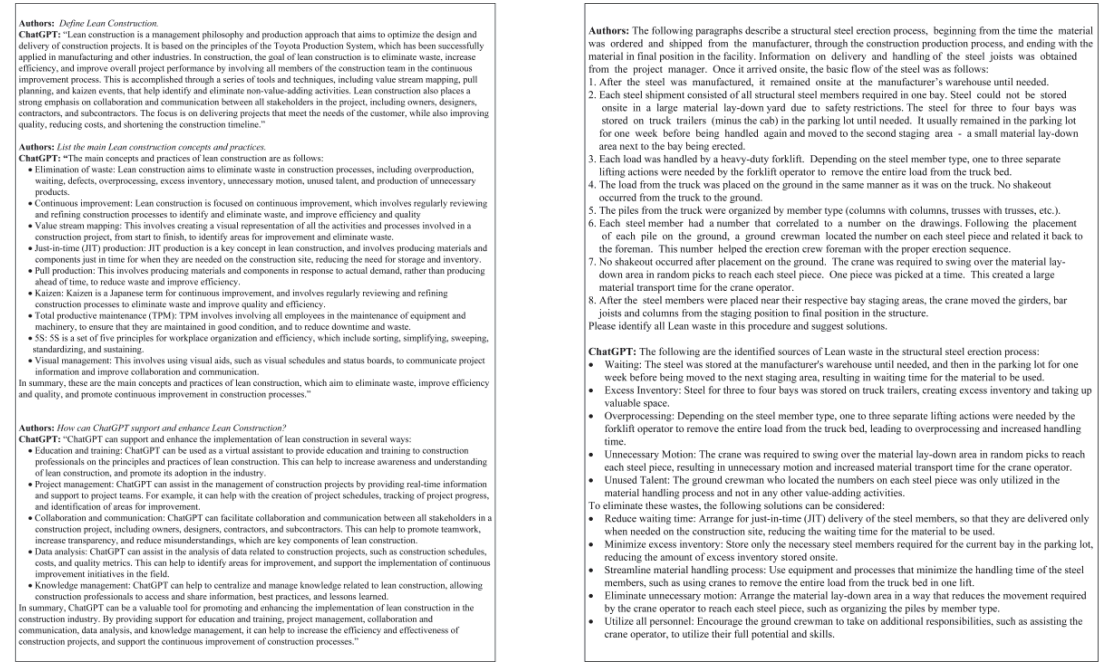 Authors: Define Lean Construction.
ChatGPT: “Lean construction is a management philosophy and production approach that aims to optimize the design and
delivery of construction projects. It is based on the principles of the Toyota Production System, which has been successfully
applied in manufacturing and other industries. In construction, the goal of lean construction is to eliminate waste, increase
efficiency, and improve overall project performance by involving all members of the construction team in the continuous
improvement process. This is accomplished through a series of tools and techniques, including value stream mapping, pull
planning, and kaizen events, that help identify and eliminate non-value-adding activities. Lean construction also places a
strong emphasis on collaboration and communication between all stakeholders in the project, including owners, designers,
contractors, and subcontractors. The focus is on delivering projects that meet the needs of the customer, while also improving
quality, reducing costs, and shortening the construction timeline.”
Authors: List the main Lean construction concepts and practices.
ChatGPT: “The main concepts and practices of lean construction are as follows:
• Elimination of waste: Lean construction aims to eliminate waste in construction processes, including overproduction,
waiting, defects, overprocessing, excess inventory, unnecessary motion, unused talent, and production of unnecessary
products.
• Continuous improvement: Lean construction is focused on continuous improvement, which involves regularly reviewing
and refining construction processes to identify and eliminate waste, and improve efficiency and quality
• Value stream mapping: This involves creating a visual representation of all the activities and processes involved in a
construction project, from start to finish, to identify areas for improvement and eliminate waste.
• Just-in-time (JIT) production: JIT production is a key concept in lean construction, and involves producing materials and
components just in time for when they are needed on the construction site, reducing the need for storage and inventory.
• Pull production: This involves producing materials and components in response to actual demand, rather than producing
ahead of time, to reduce waste and improve efficiency.
• Kaizen: Kaizen is a Japanese term for continuous improvement, and involves regularly reviewing and refining
construction processes to eliminate waste and improve quality and efficiency.
• Total productive maintenance (TPM): TPM involves involving all employees in the maintenance of equipment and
machinery, to ensure that they are maintained in good condition, and to reduce downtime and waste.
• 5S: 5S is a set of five principles for workplace organization and efficiency, which include sorting, simplifying, sweeping,
standardizing, and sustaining.
• Visual management: This involves using visual aids, such as visual schedules and status boards, to communicate project
information and improve collaboration and communication.
In summary, these are the main concepts and practices of lean construction, which aim to eliminate waste, improve efficiency
and quality, and promote continuous improvement in construction processes.”
Authors: How can ChatGPT support and enhance Lean Construction?
ChatGPT: “ChatGPT can support and enhance the implementation of lean construction in several ways:
• Education and training: ChatGPT can be used as a virtual assistant to provide education and training to construction
professionals on the principles and practices of lean construction. This can help to increase awareness and understanding
of lean construction, and promote its adoption in the industry.
• Project management: ChatGPT can assist in the management of construction projects by providing real-time information
and support to project teams. For example, it can help with the creation of project schedules, tracking of project progress,
and identification of areas for improvement.
• Collaboration and communication: ChatGPT can facilitate collaboration and communication between all stakeholders in a
construction project, including owners, designers, contractors, and subcontractors. This can help to promote teamwork,
increase transparency, and reduce misunderstandings, which are key components of lean construction.
• Data analysis: ChatGPT can assist in the analysis of data related to construction projects, such as construction schedules,
costs, and quality metrics. This can help to identify areas for improvement, and support the implementation of continuous
improvement initiatives in the field.
• Knowledge management: ChatGPT can help to centralize and manage knowledge related to lean construction, allowing
construction professionals to access and share information, best practices, and lessons learned.
In summary, ChatGPT can be a valuable tool for promoting and enhancing the implementation of lean construction in the
construction industry. By providing support for education and training, project management, collaboration and
communication, data analysis, and knowledge management, it can help to increase the efficiency and effectiveness of
construction projects, and support the continuous improvement of construction processes.”
Authors: The following paragraphs describe a structural steel erection process, beginning from the time the material
was ordered and shipped from the manufacturer, through the construction production process, and ending with the
material in final position in the facility. Information on delivery and handling of the steel joists was obtained
from the project manager. Once it arrived onsite, the basic flow of the steel was as follows:
1. After the steel was manufactured, it remained onsite at the manufacturer’s warehouse until needed.
2. Each steel shipment consisted of all structural steel members required in one bay. Steel could not be stored
onsite in a large material lay-down yard due to safety restrictions. The steel for three to four bays was
stored on truck trailers (minus the cab) in the parking lot until needed. It usually remained in the parking lot
for one week before being handled again and moved to the second staging area - a small material lay-down
area next to the bay being erected.
3. Each load was handled by a heavy-duty forklift. Depending on the steel member type, one to three separate
lifting actions were needed by the forklift operator to remove the entire load from the truck bed.
4. The load from the truck was placed on the ground in the same manner as it was on the truck. No shakeout
occurred from the truck to the ground.
5. The piles from the truck were organized by member type (columns with columns, trusses with trusses, etc.).
6. Each steel member had a number that correlated to a number on the drawings. Following the placement
of each pile on the ground, a ground crewman located the number on each steel piece and related it back to
the foreman. This number helped the erection crew foreman with the proper erection sequence.
7. No shakeout occurred after placement on the ground. The crane was required to swing over the material lay-
down area in random picks to reach each steel piece. One piece was picked at a time. This created a large
material transport time for the crane operator.
8. After the steel members were placed near their respective bay staging areas, the crane moved the girders, bar
joists and columns from the staging position to final position in the structure.
Please identify all Lean waste in this procedure and suggest solutions.
ChatGPT: The following are the identified sources of Lean waste in the structural steel erection process:
• Waiting: The steel was stored at the manufacturer's warehouse until needed, and then in the parking lot for one
week before being moved to the next staging area, resulting in waiting time for the material to be used.
• Excess Inventory: Steel for three to four bays was stored on truck trailers, creating excess inventory and taking up
valuable space.
• Overprocessing: Depending on the steel member type, one to three separate lifting actions were needed by the
forklift operator to remove the entire load from the truck bed, leading to overprocessing and increased handling
time.
• Unnecessary Motion: The crane was required to swing over the material lay-down area in random picks to reach
each steel piece, resulting in unnecessary motion and increased material transport time for the crane operator.
• Unused Talent: The ground crewman who located the numbers on each steel piece was only utilized in the
material handling process and not in any other value-adding activities.
To eliminate these wastes, the following solutions can be considered:
• Reduce waiting time: Arrange for just-in-time (JIT) delivery of the steel members, so that they are delivered only
when needed on the construction site, reducing the waiting time for the material to be used.
• Minimize excess inventory: Store only the necessary steel members required for the current bay in the parking lot,
reducing the amount of excess inventory stored onsite.
• Streamline material handling process: Use equipment and processes that minimize the handling time of the steel
members, such as using cranes to remove the entire load from the truck bed in one lift.
• Eliminate unnecessary motion: Arrange the material lay-down area in a way that reduces the movement required
by the crane operator to reach each steel piece, such as organizing the piles by member type.
• Utilize all personnel: Encourage the ground crewman to take on additional responsibilities, such as assisting the
crane operator, to utilize their full potential and skills.